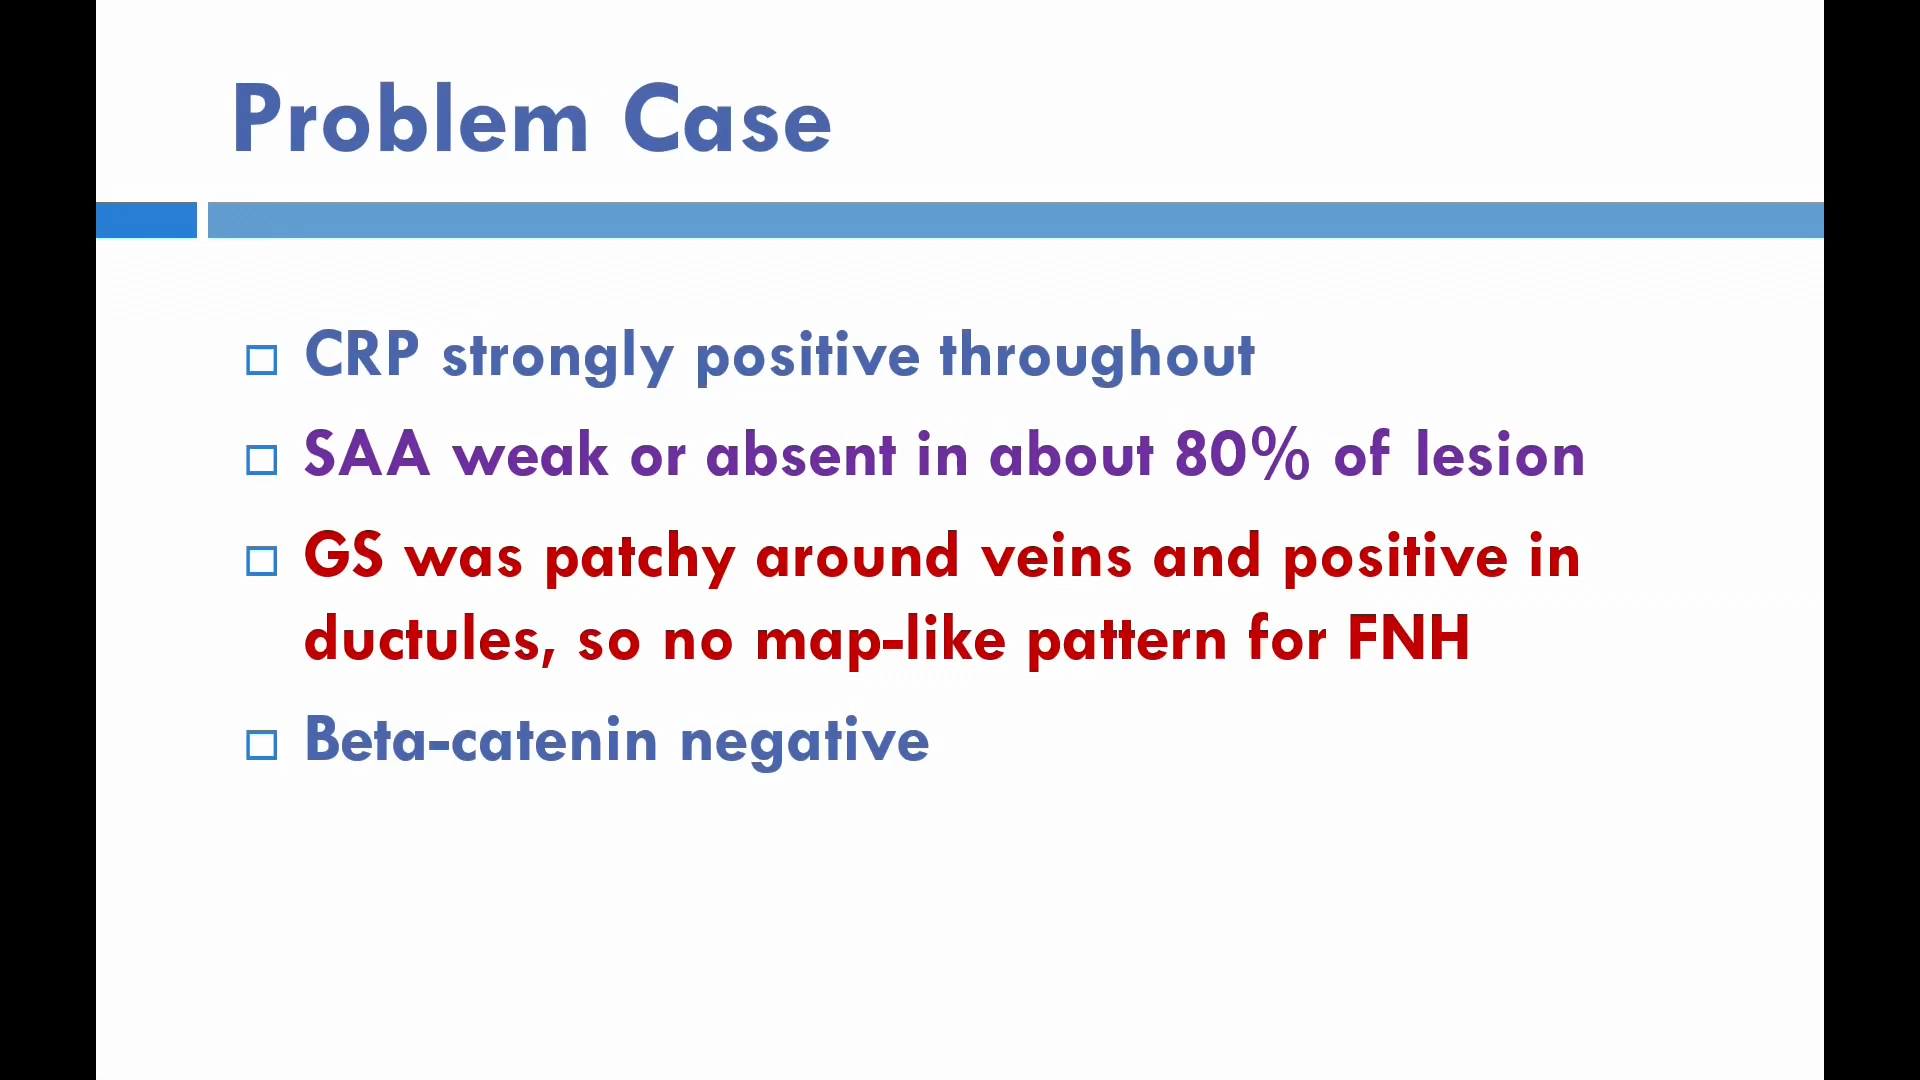 Problem Case
CRP strongly positive throughout
SAA weak or absent in about 80% of lesion
GS was patchy around veins and positive in
ductules, so no map-like pattern for FNH
Beta-catenin negative